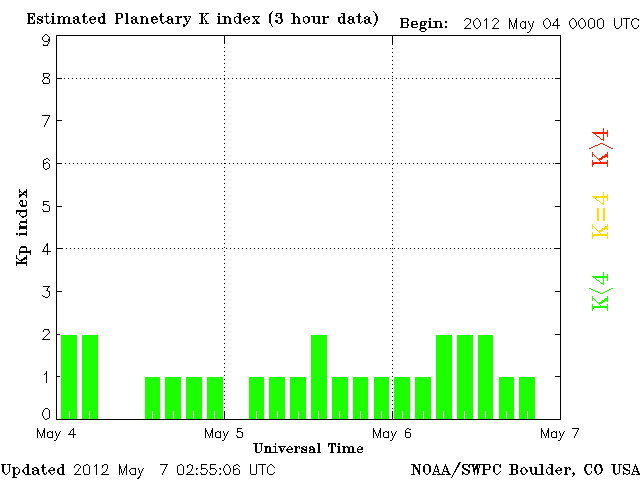 Estimated Planetary K index (3 hour data) Begin: 2012 May 04 0000 UTC
9
8
7
6
5
4
3
2
1
0
Kp index
May 4 May 5 May 6 May 7
Universal Time
K>4
K=4
K<4
Updated 2012 May 7 02:55:06 UTC NOAA/SWPC Boulder, CO USA